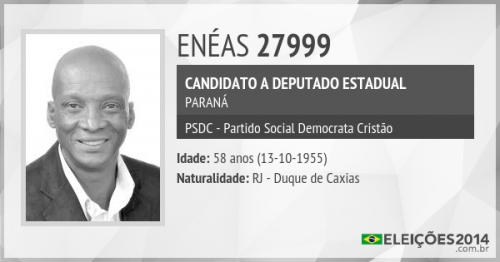 ENÉAS 27999
CANDIDATO A DEPUTADO ESTADUAL
PARANÁ
PSDC - Partido Social Democrata Cristão
Idade: 58 anos (13-10-1955)
Naturalidade: RJ - Duque de Caxias
ELEIÇÕES2014
.com.br